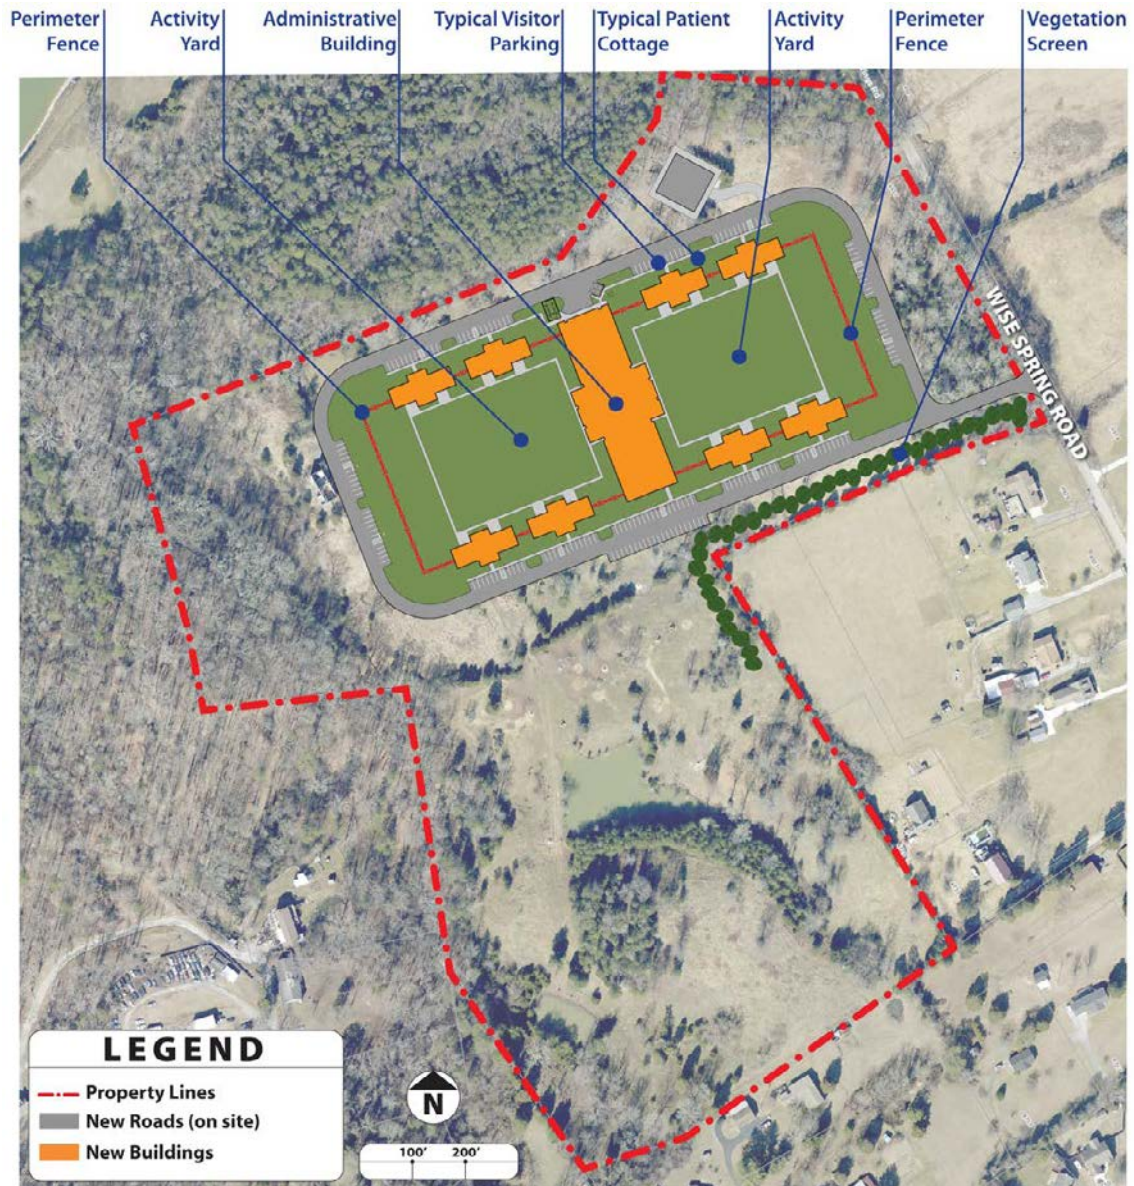 Perimeter
Fence
Activity
Yard
Administrative
Building
Typical Visitor
Parking
Typical Patient
Cottage
Activity
Yard
Perimeter
Fence
Vegetation
Screen
WISE SPRING ROAD
LEGEND
Property Lines
New Roads (on site)
New Buildings
N
100' 200'